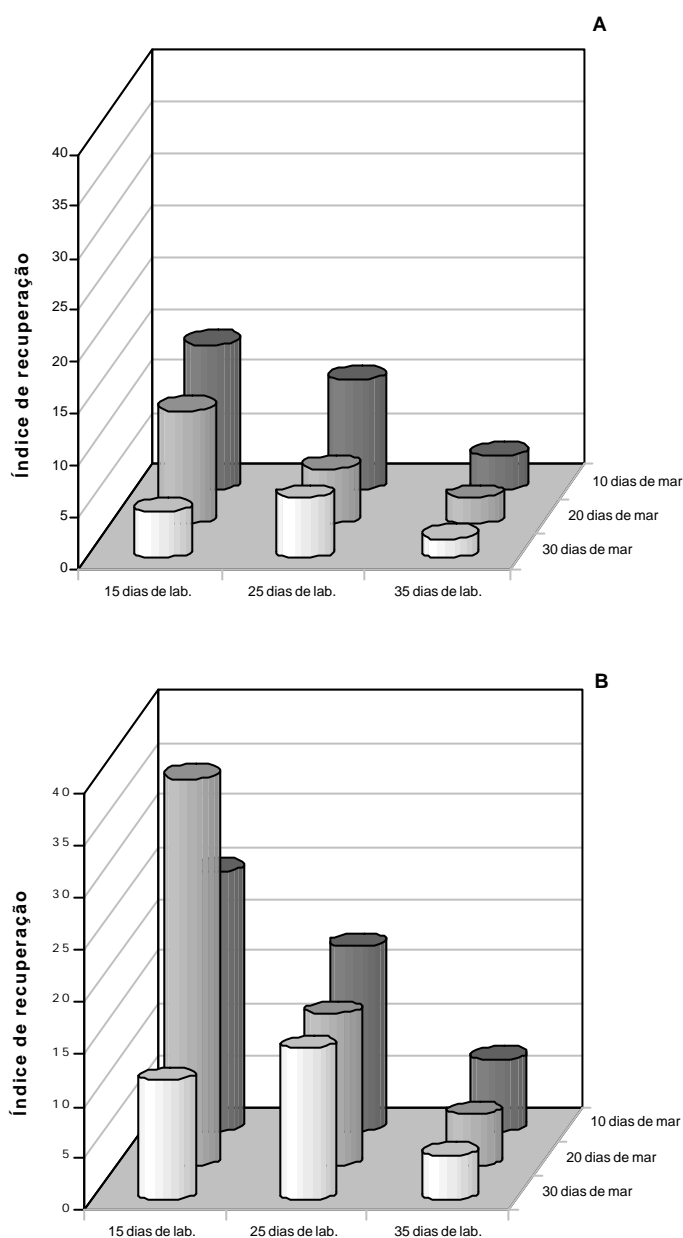 A
Índice de recuperação
40
35
30
25
20
15
10
5
0
10 dias de mar
20 dias de mar
30 dias de mar
15 dias de lab.
25 dias de lab.
35 dias de lab.
B
Índice de recuperação
40
35
30
25
20
15
10
5
0
10 dias de mar
20 dias de mar
30 dias de mar
15 dias de lab.
25 dias de lab.
35 dias de lab.